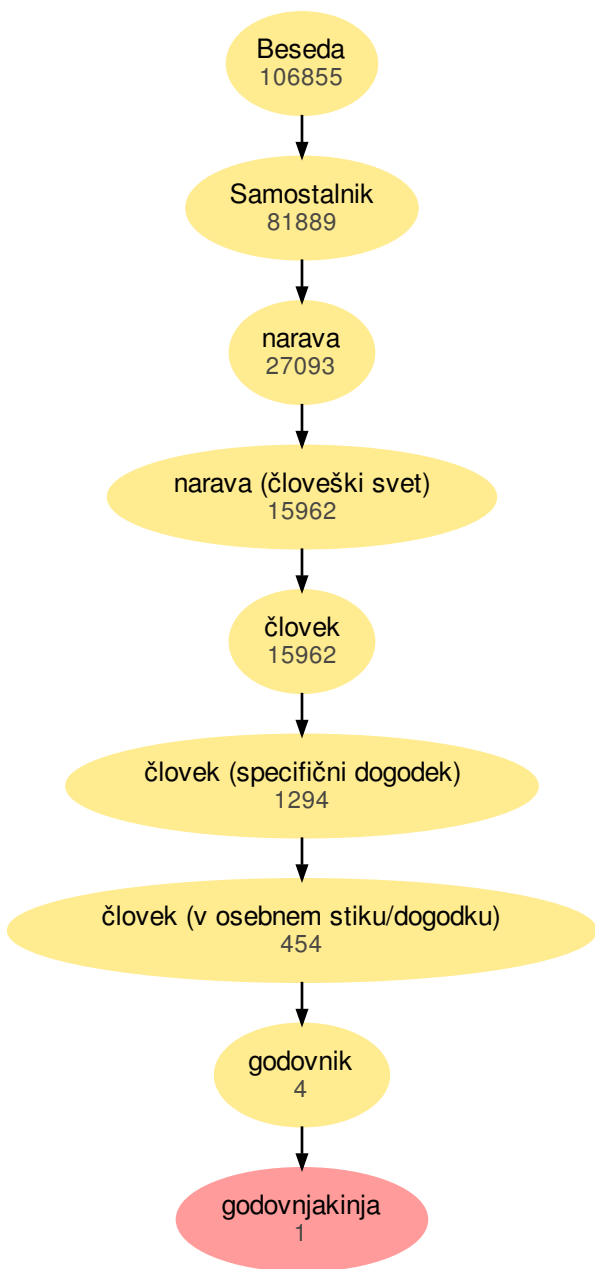 Beseda
106855
Samostalnik
81889
narava
27093
narava (človeški svet)
15962
človek
15962
človek (specifični dogodek)
1294
človek (v osebnem stiku/dogodku)
454
godovnik
4
godovnjakinja
1